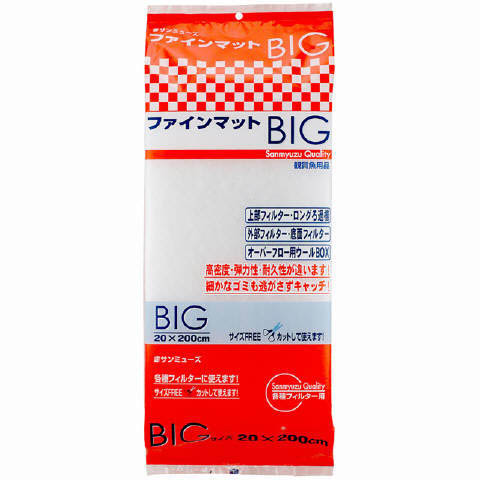 サンミューズ
ファインマット BIG
ファインマット BIG
Sanmyuzu Quality
観賞魚用品
上部フィルター・ロングろ過槽
外部フィルター・底面フィルター
オーバーフロー用ウールBOX
高密度・弾力性・耐久性が違います!
細かなゴミも逃がさずキャッチ!
BIG
20×200cm
サイズFREE カットして使えます!
サンミューズ
各種フィルターに使えます!
サイズFREE カットして使えます!
Sanmyuzu Quality
各種フィルター用
BIGサイズ 20×200cm